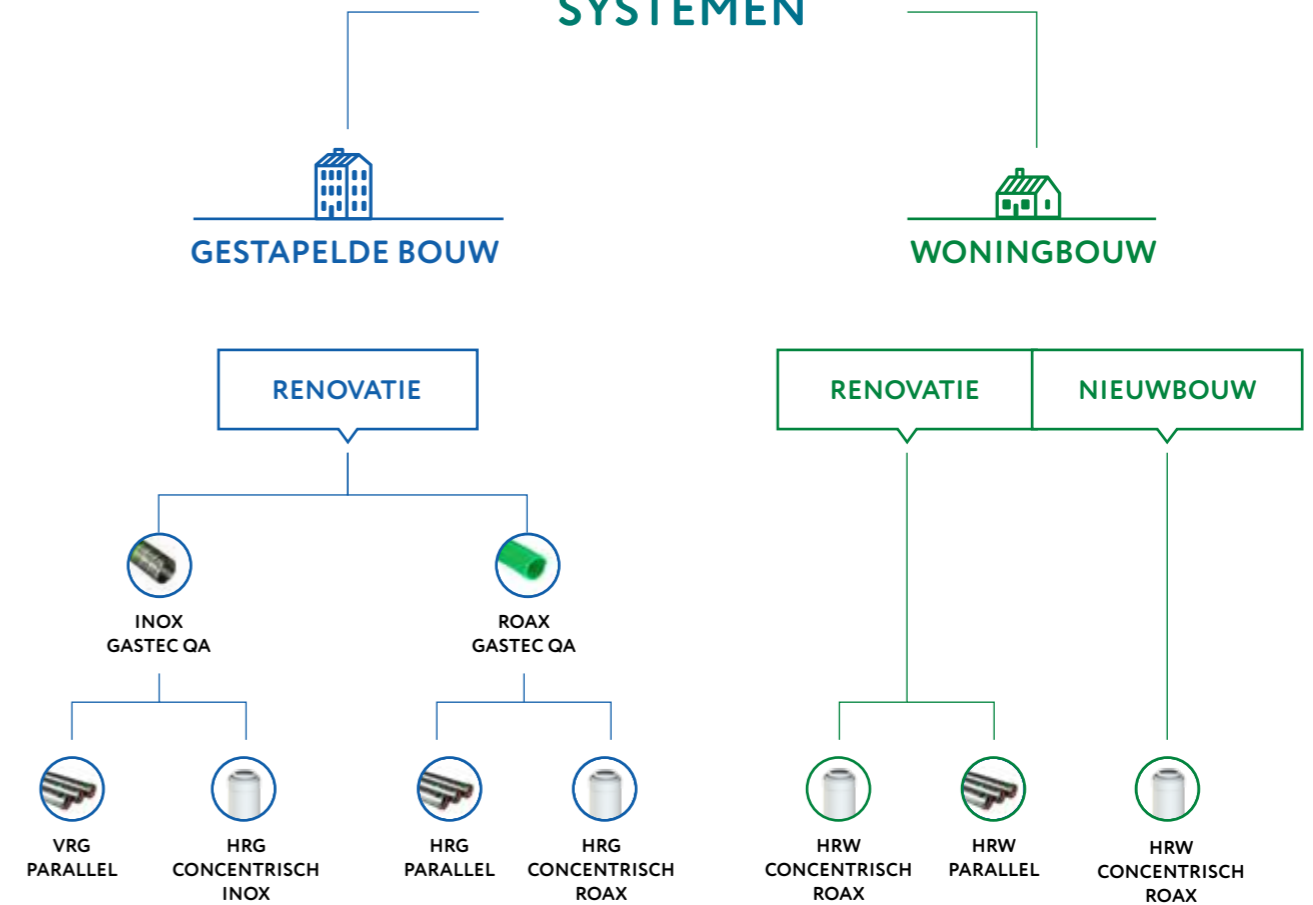 SYSTEMEN
GESTAPELDE BOUW
WONINGBOUW
RENOVATIE
RENOVATIE
NIEUWBOUW
INOX
GASTEC QA
ROAX
GASTEC QA
VRG
PARALLEL
HRG
CONCENTRISCH
INOX
HRG
PARALLEL
HRG
CONCENTRISCH
ROAX
HRW
CONCENTRISCH
ROAX
HRW
PARALLEL
HRW
CONCENTRISCH
ROAX